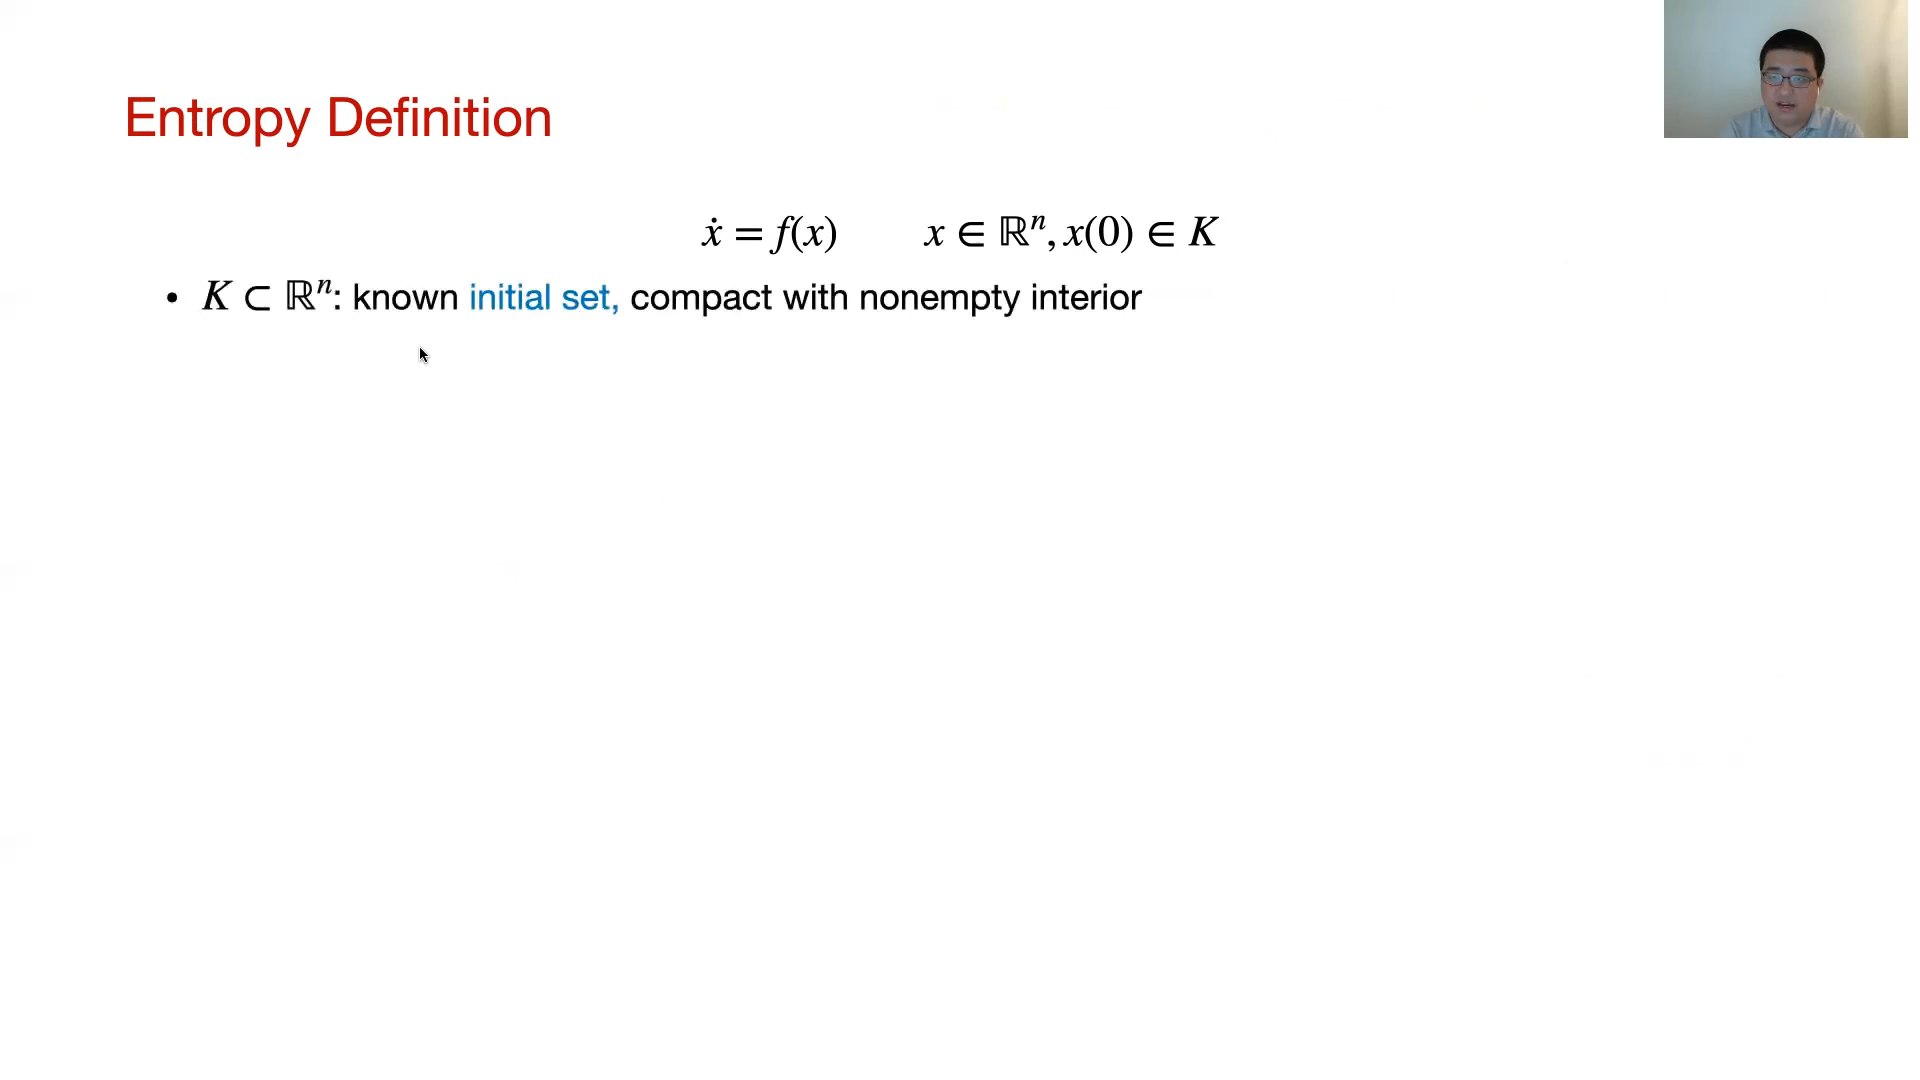 Entropy Definition
ẋ = f(x) x ∈ ℝⁿ, x(0) ∈ K
• K ⊂ ℝⁿ: known initial set, compact with nonempty interior